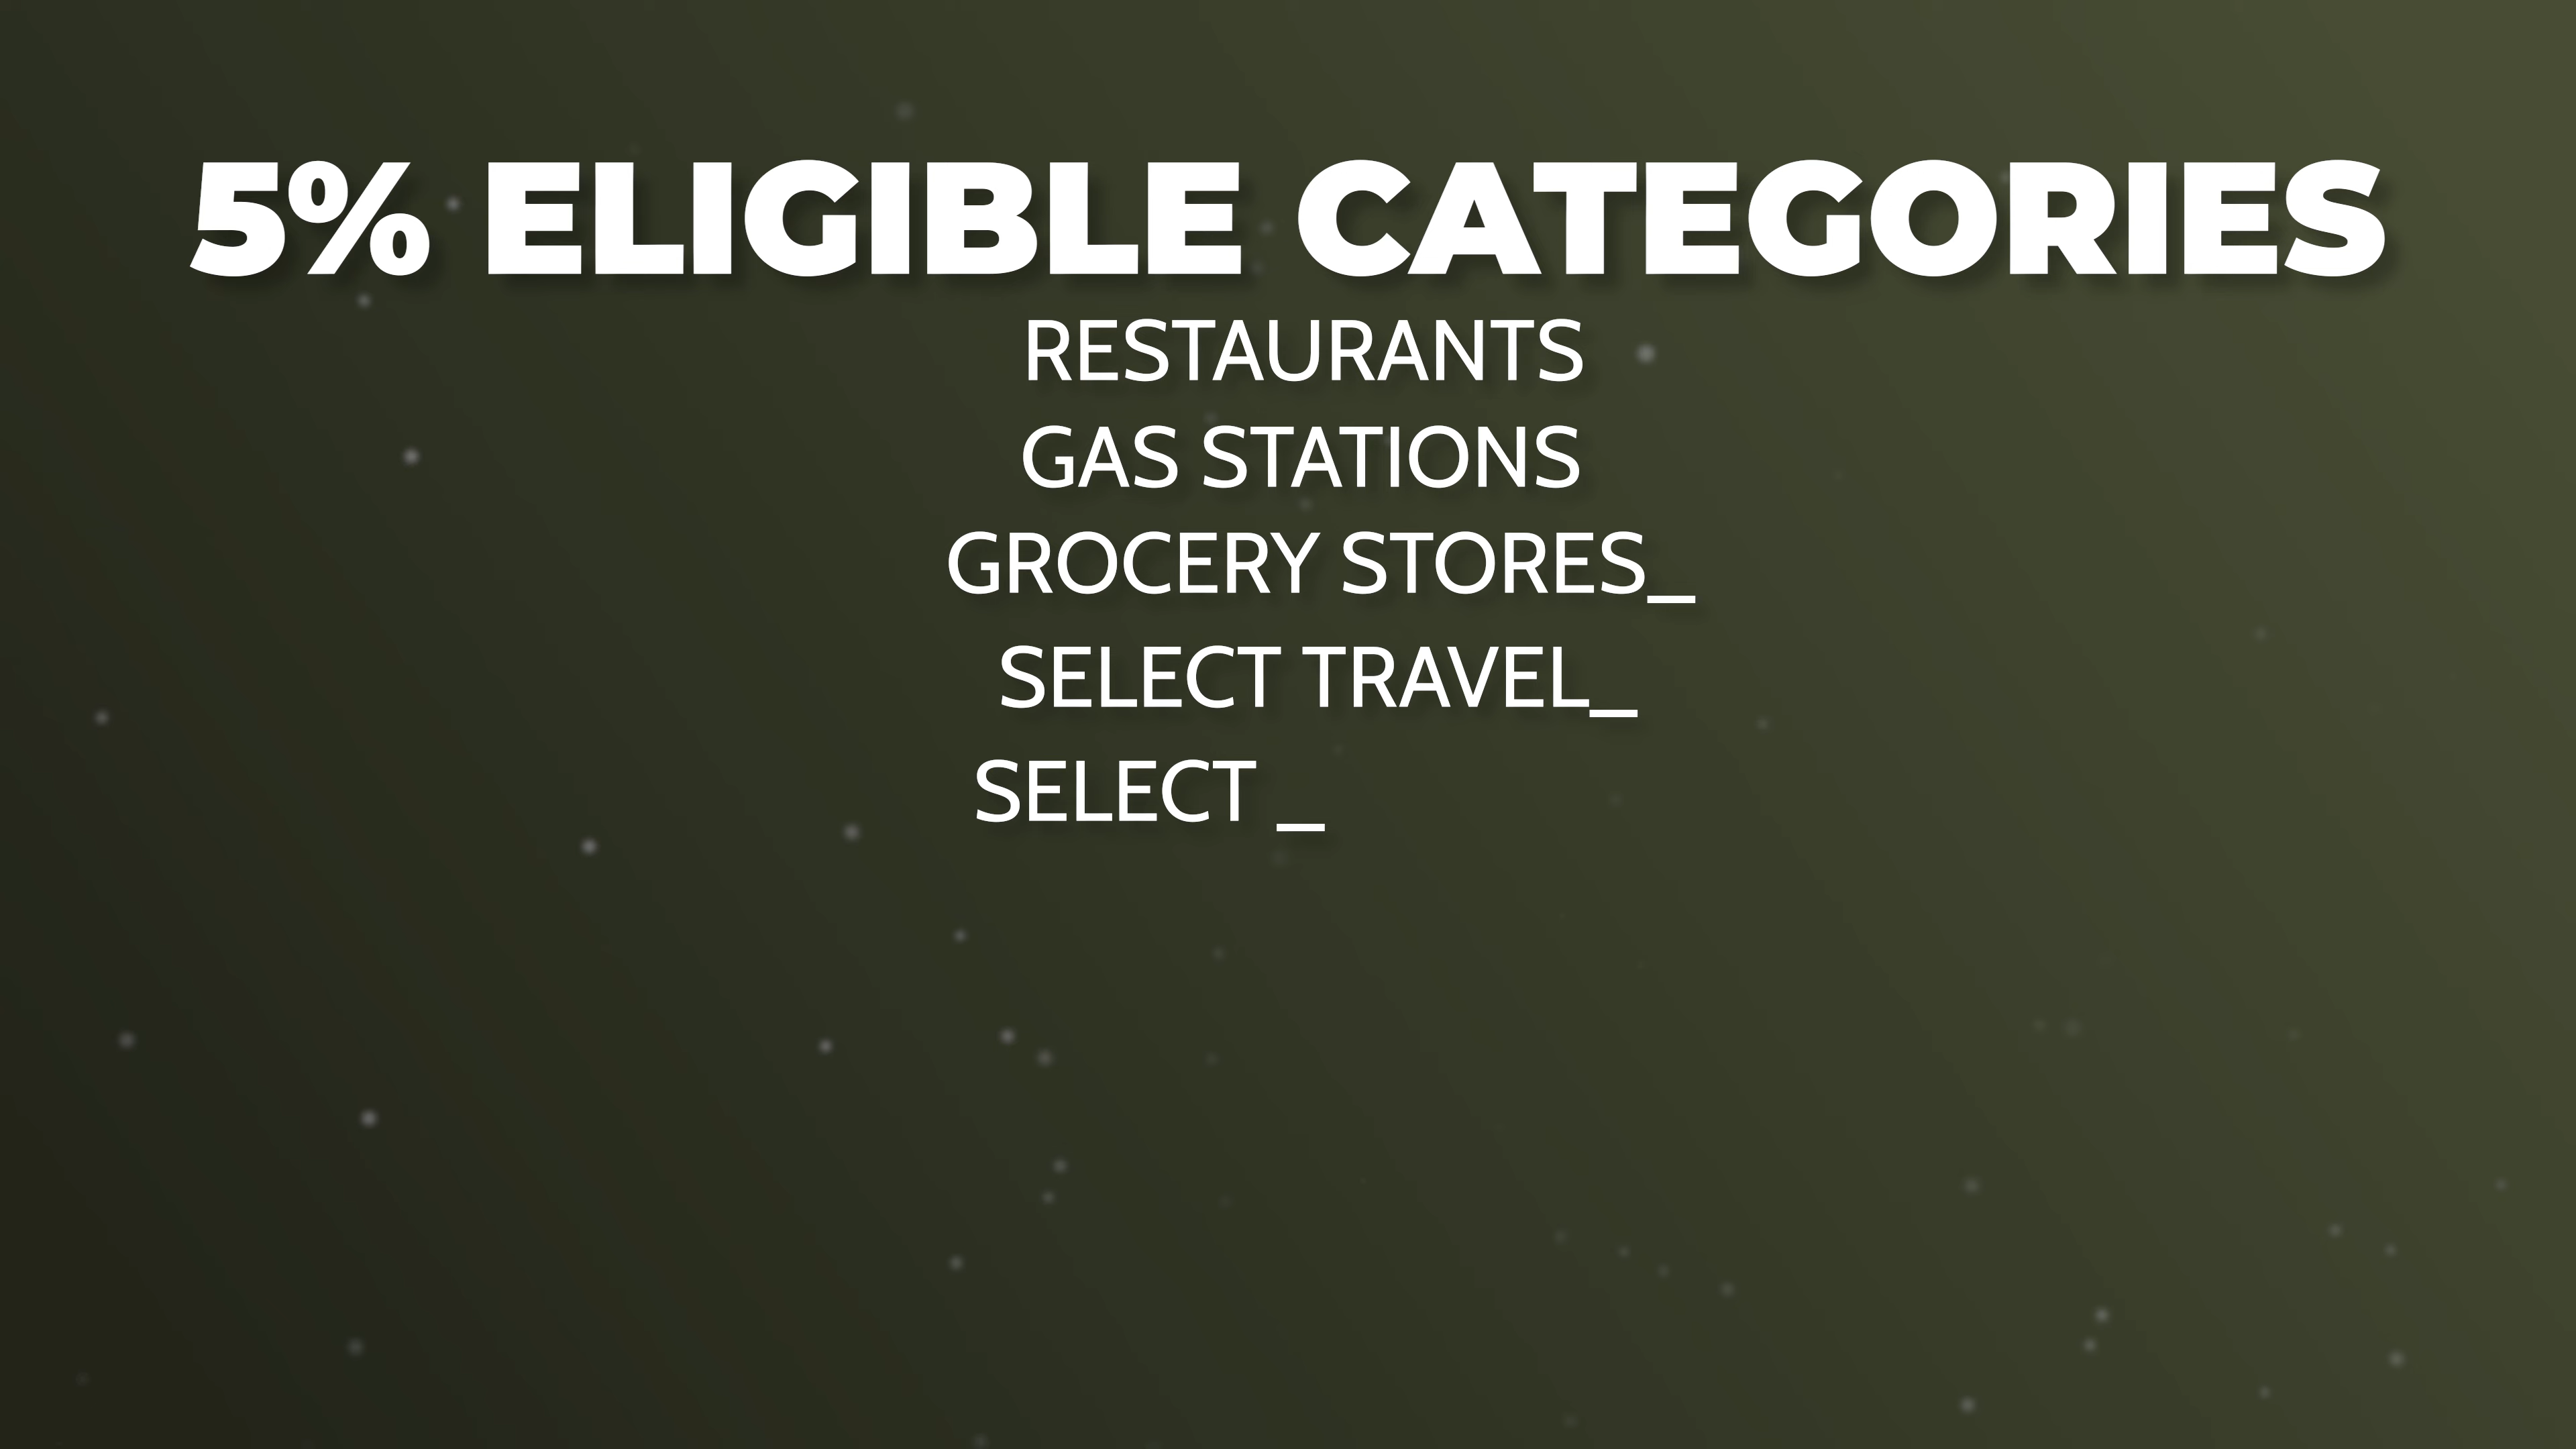 5% ELIGIBLE CATEGORIES
RESTAURANTS
GAS STATIONS
GROCERY STORES_
SELECT TRAVEL_
SELECT _